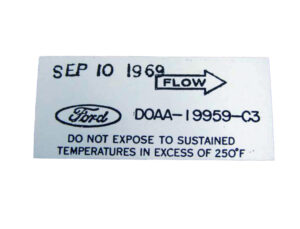 SEP 10 1969
FLOW
Ford DOAA-19959-C3
DO NOT EXPOSE TO SUSTAINED
TEMPERATURES IN EXCESS OF 250°F